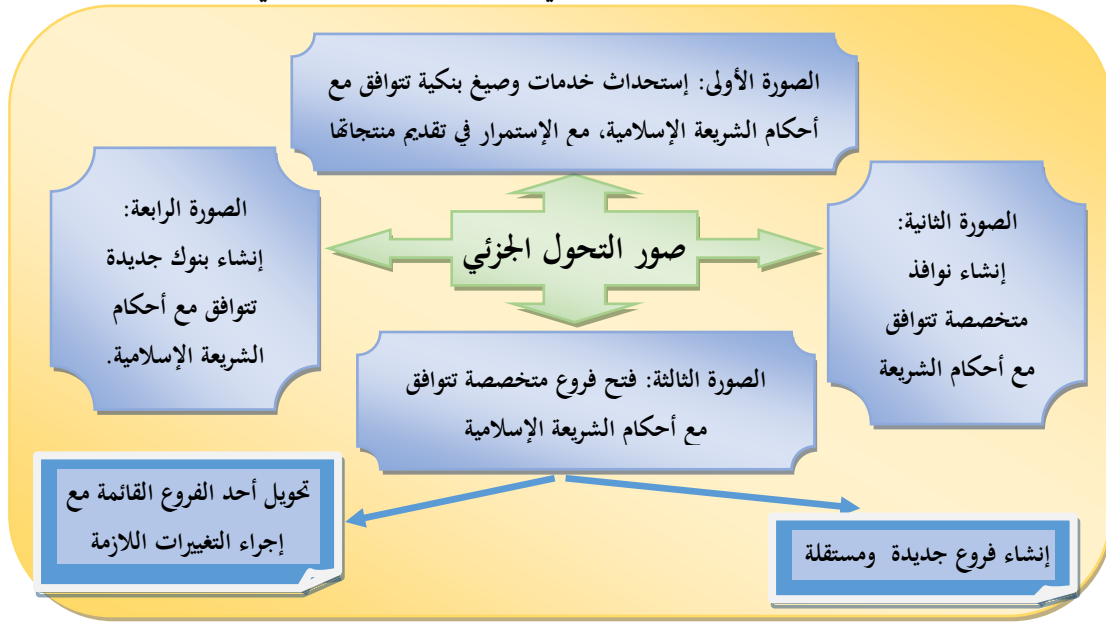 الصورة الأولى: إستحداث خدمات وصيغ بنكية تتوافق مع
أحكام الشريعة الإسلامية، مع الإستمرار في تقديم منتجاتها
الصورة الثانية:
إنشاء نوافذ
متخصصة تتوافق
مع أحكام الشريعة
صور التحول الجزئي
الصورة الرابعة:
إنشاء بنوك جديدة
تتوافق مع أحكام
الشريعة الإسلامية.
الصورة الثالثة: فتح فروع متخصصة تتوافق
مع أحكام الشريعة الإسلامية
إنشاء فروع جديدة ومستقلة
تحويل أحد الفروع القائمة مع
إجراء التغييرات اللازمة